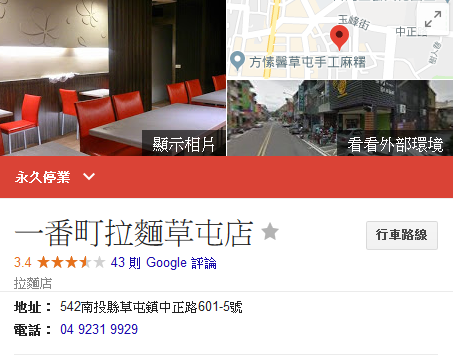 玉峰街
中正路
方愫馨草屯手工麻糬
顯示相片
看看外部環境
永久停業
一番町拉麵草屯店
行車路線
3.4 43 則 Google 評論
拉麵店
地址： 542南投縣草屯鎮中正路601-5號
電話： 04 9231 9929